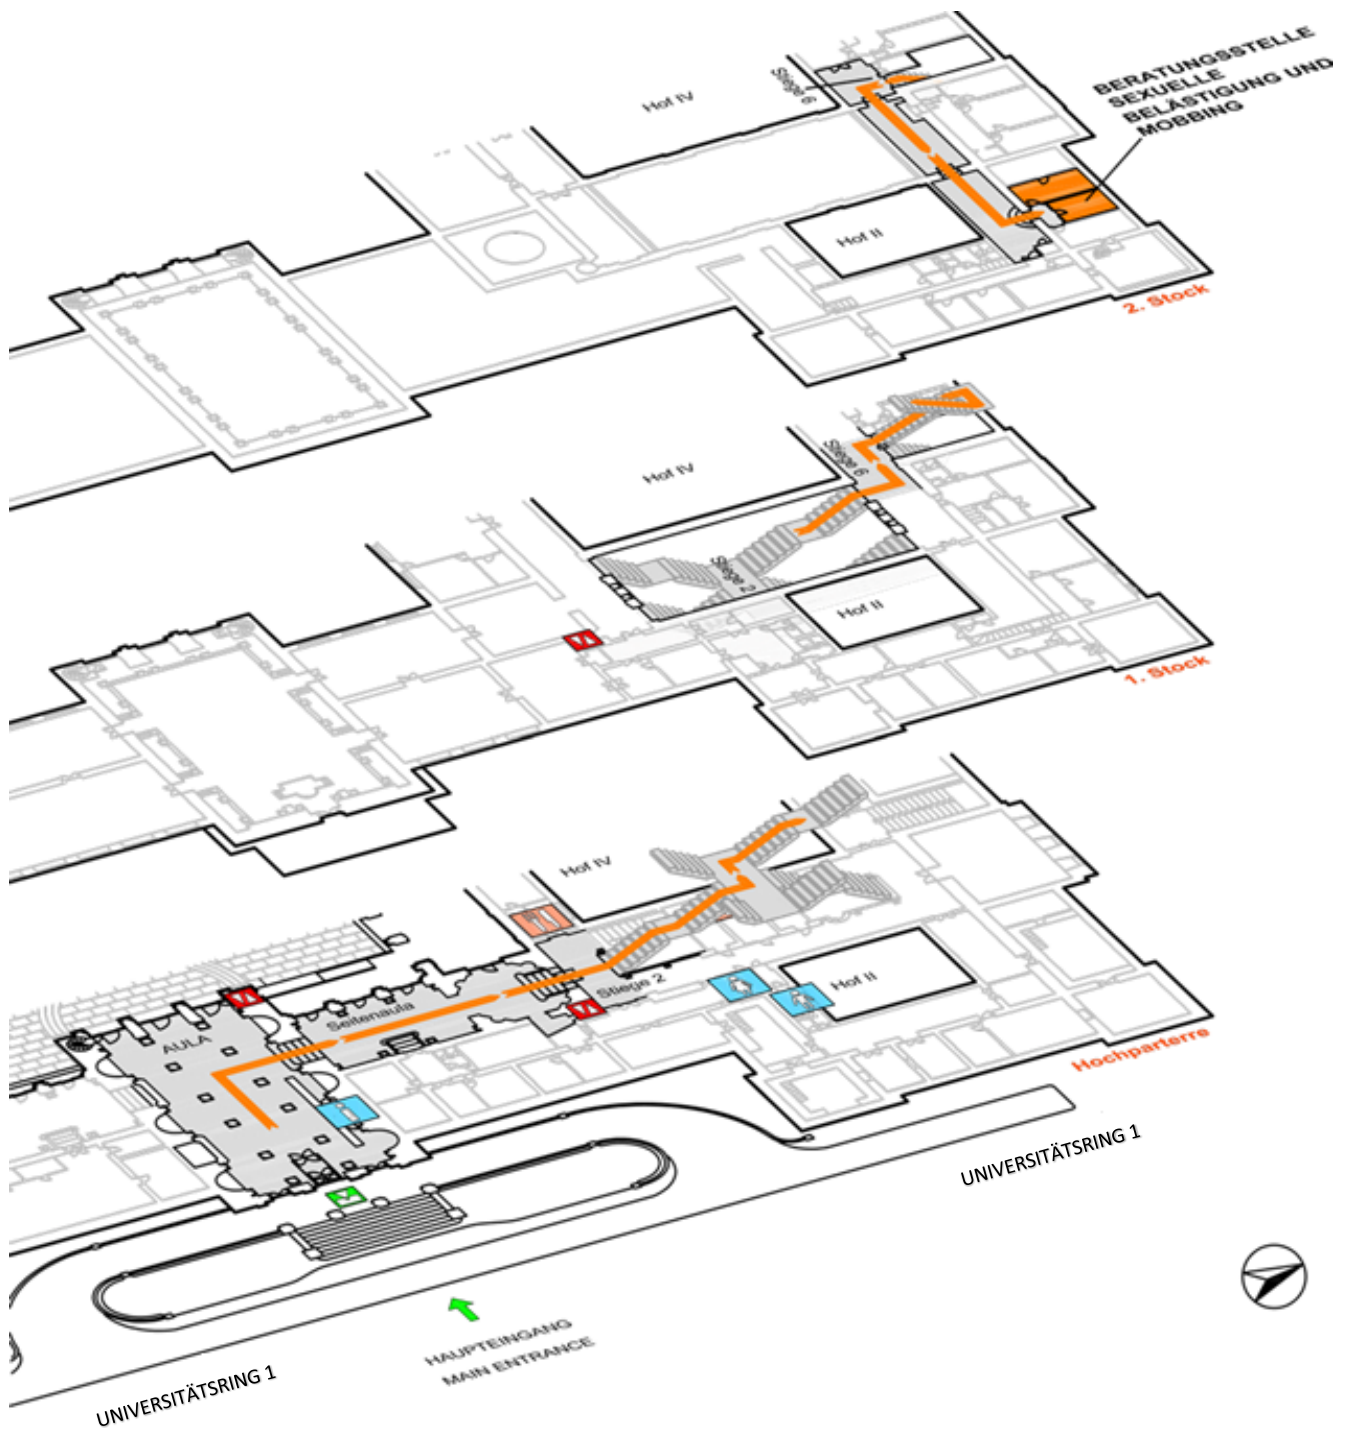 BERATUNGSSTELLE
SEXUELLE
BELÄSTIGUNG UND
MOBBING
Stiege 6
Hof IV
Hof II
2. Stock
Stiege 6
Hof IV
Stiege 2
Hof II
1. Stock
Hof IV
Stiege 2
Hof II
Seitenaula
AULA
Hochparterre
UNIVERSITÄTSRING 1
HAUPTEINGANG
MAIN ENTRANCE
UNIVERSITÄTSRING 1